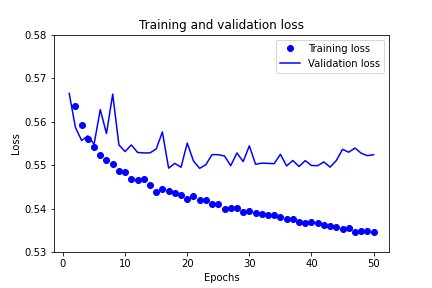 Training and validation loss
0.58
0.57
0.56
0.55
0.54
0.53
Loss
Training loss
Validation loss
0
10
20
30
40
50
Epochs